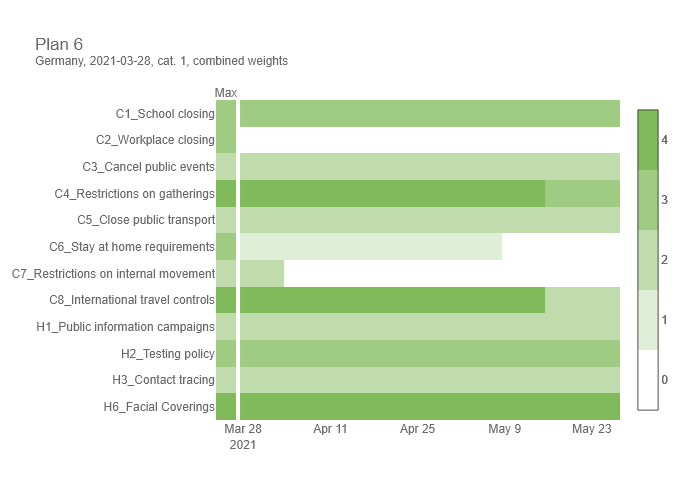 Plan 6
Germany, 2021-03-28, cat. 1, combined weights
Max
C1_School closing
C2_Workplace closing
C3_Cancel public events
C4_Restrictions on gatherings
C5_Close public transport
C6_Stay at home requirements
C7_Restrictions on internal movement
C8_International travel controls
H1_Public information campaigns
H2_Testing policy
H3_Contact tracing
H6_Facial Coverings
Mar 28 Apr 11 Apr 25 May 9 May 23
2021
4
3
2
1
0